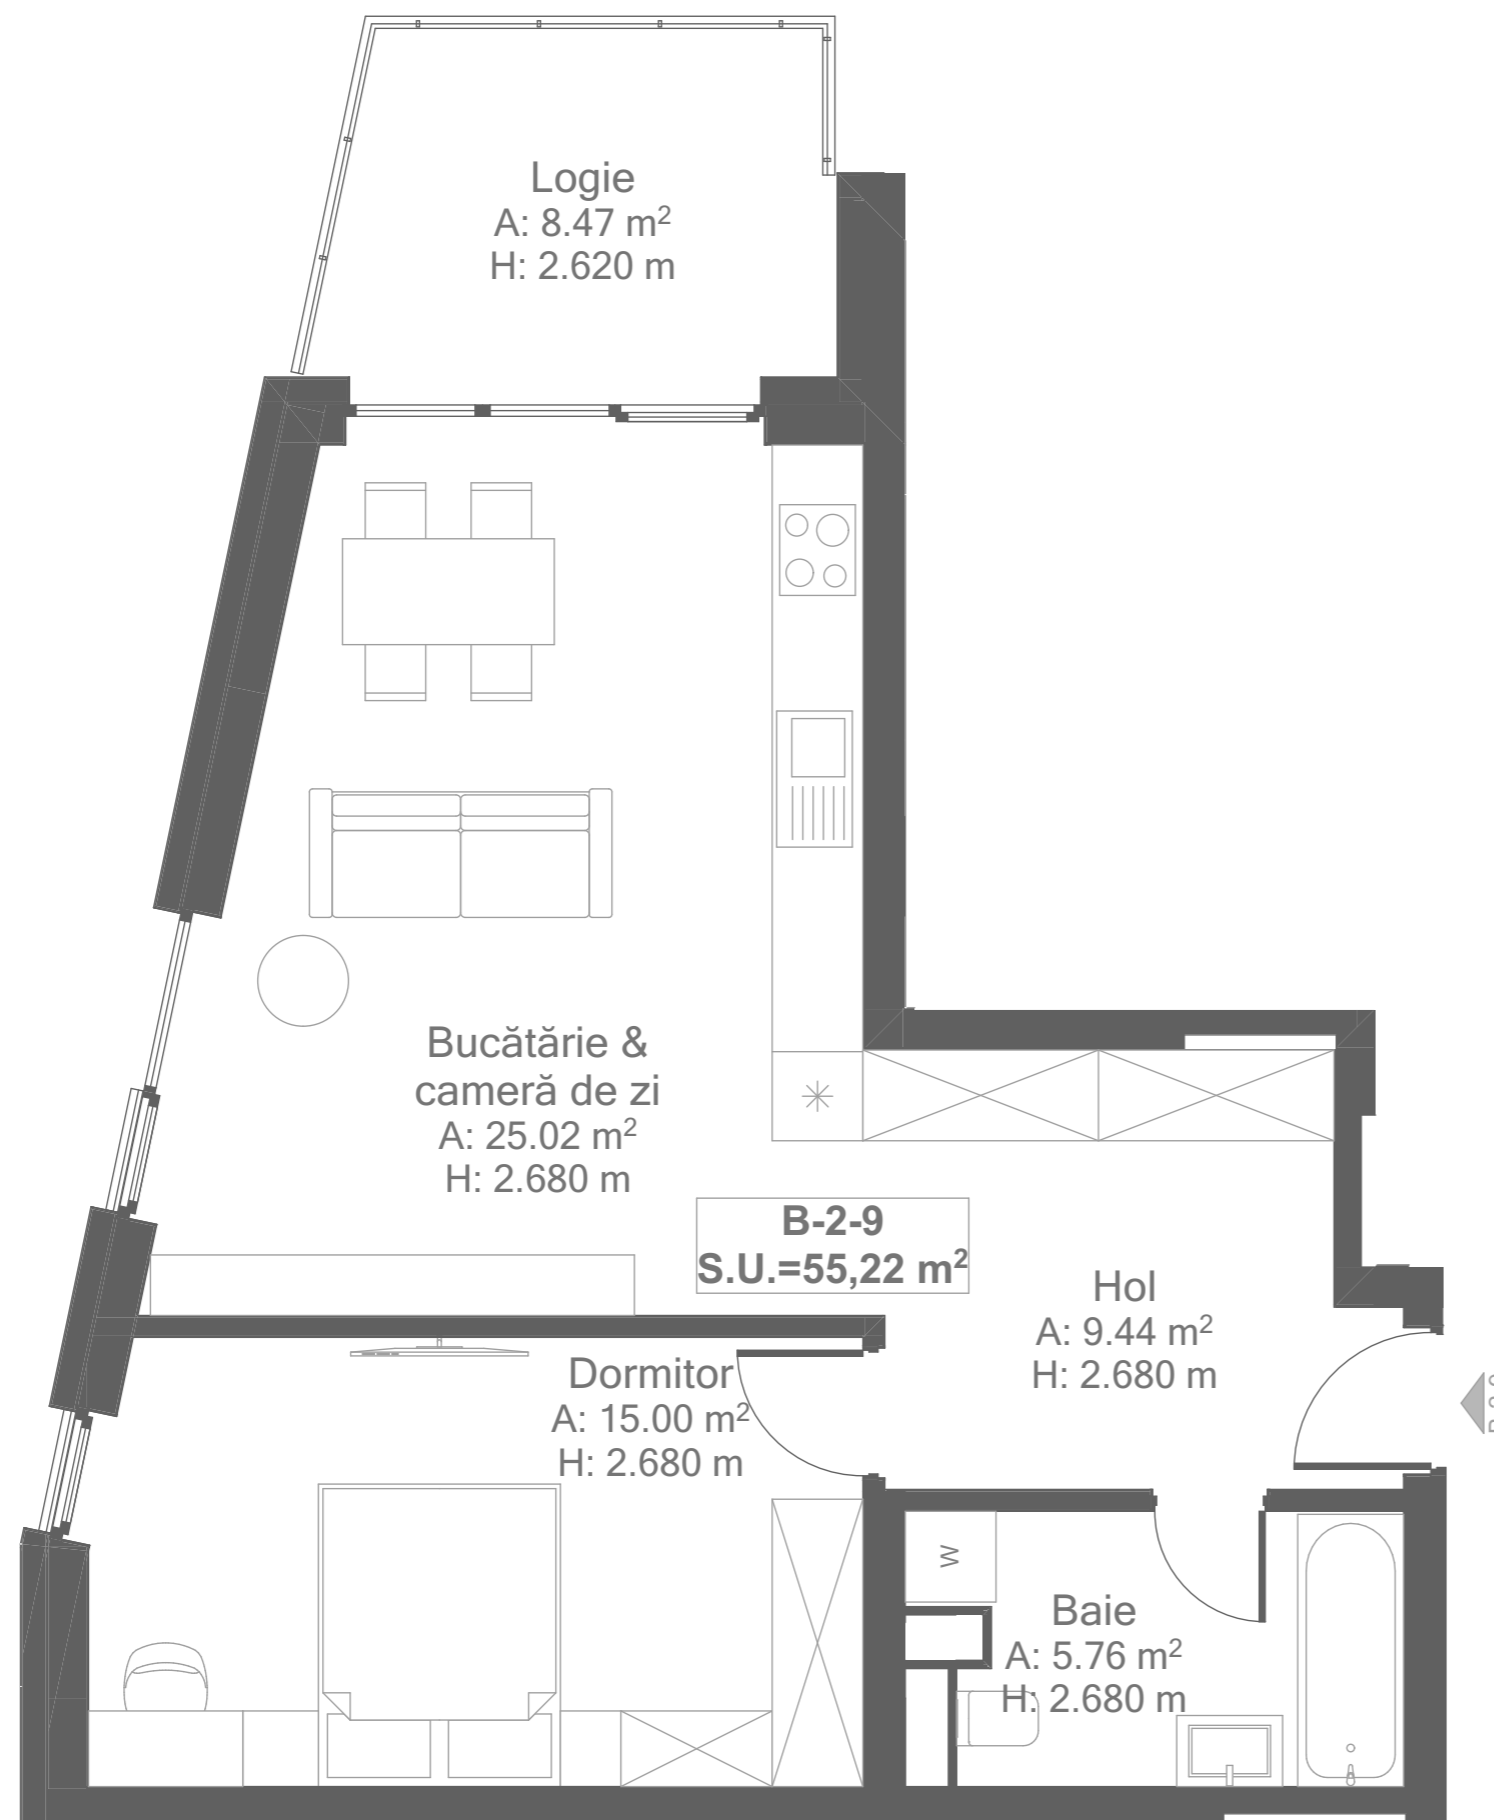 Logie
A: 8.47 m²
H: 2.620 m
Bucătărie &
cameră de zi
A: 25.02 m²
H: 2.680 m
B-2-9
S.U.=55,22 m²
Hol
A: 9.44 m²
H: 2.680 m
Dormitor
A: 15.00 m²
H: 2.680 m
W
Baie
A: 5.76 m²
H: 2.680 m